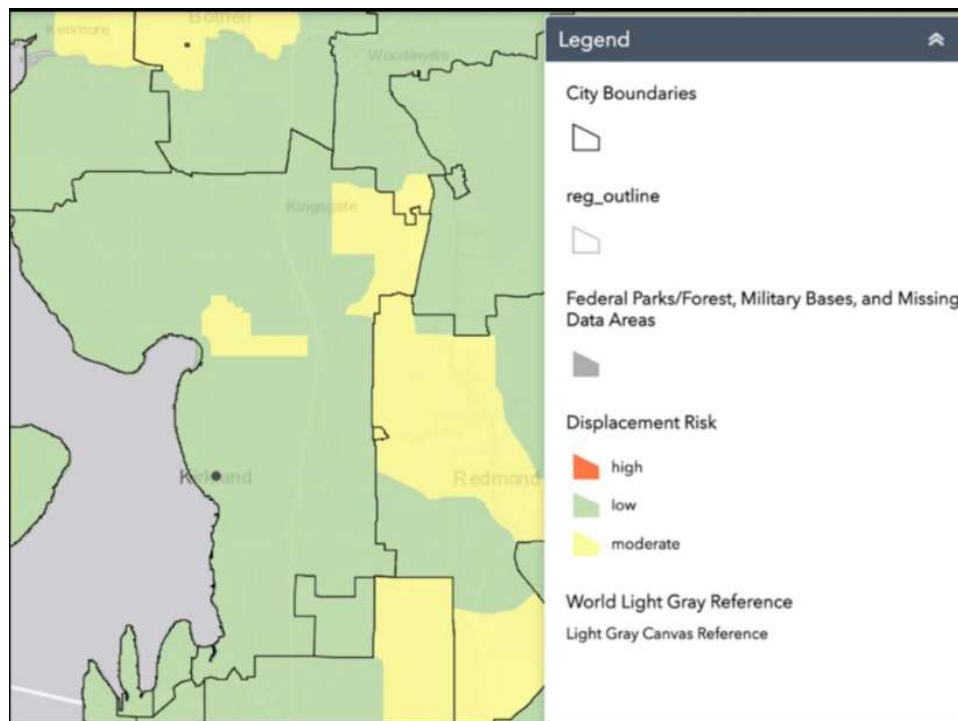 Kenmore
Bothell
Woodinville
Kingsgate
Kirkland
Redmond
Legend
City Boundaries
reg_outline
Federal Parks/Forest, Military Bases, and Missing
Data Areas
Displacement Risk
high
low
moderate
World Light Gray Reference
Light Gray Canvas Reference